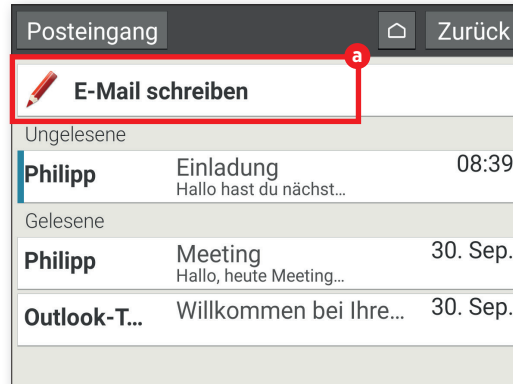 Posteingang Zurück
a
E-Mail schreiben
Ungelesene
Philipp Einladung 08:39
Hallo hast du nächst...
Gelesene
Philipp Meeting 30. Sep.
Hallo, heute Meeting...
Outlook-T... Willkommen bei Ihre... 30. Sep.